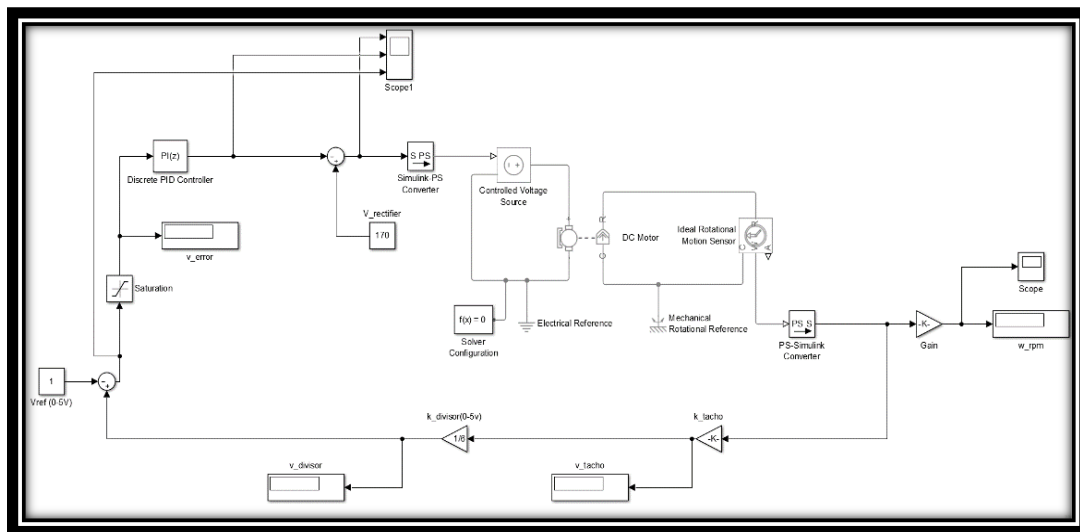 Scope1
PI(z)
Discrete PID Controller
S PS
Simulink-PS
Converter
Controlled Voltage
Source
V_rectifier
170
v_error
DC Motor
Ideal Rotational
Motion Sensor
R
C
W
R
C
A
Saturation
Scope
f(x) = 0
Solver
Configuration
Electrical Reference
Mechanical
Rotational Reference
PS S
PS-Simulink
Converter
-K-
Gain
w_rpm
1
Vref (0-5V)
k_divisor(0-5v)
1/6
k_tacho
-K-
v_divisor
v_tacho